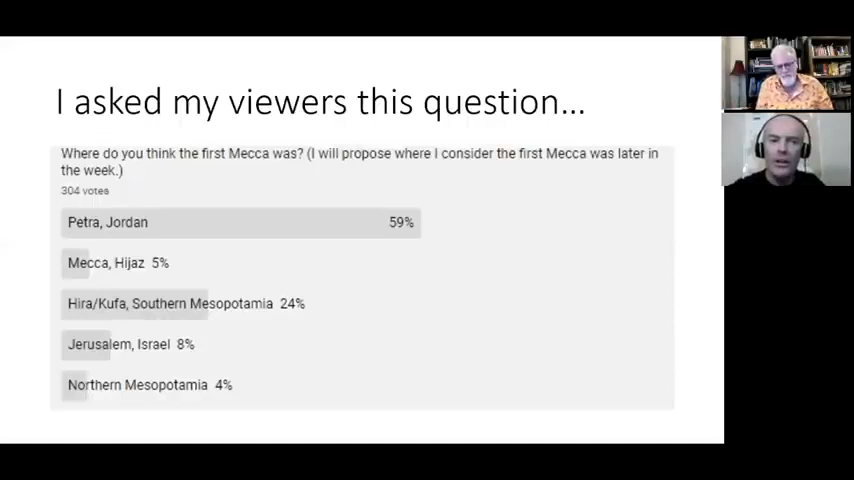 I asked my viewers this question...
Where do you think the first Mecca was? (I will propose where I consider the first Mecca was later in
the week.)
304 votes
Petra, Jordan 59%
Mecca, Hijaz 5%
Hira/Kufa, Southern Mesopotamia 24%
Jerusalem, Israel 8%
Northern Mesopotamia 4%